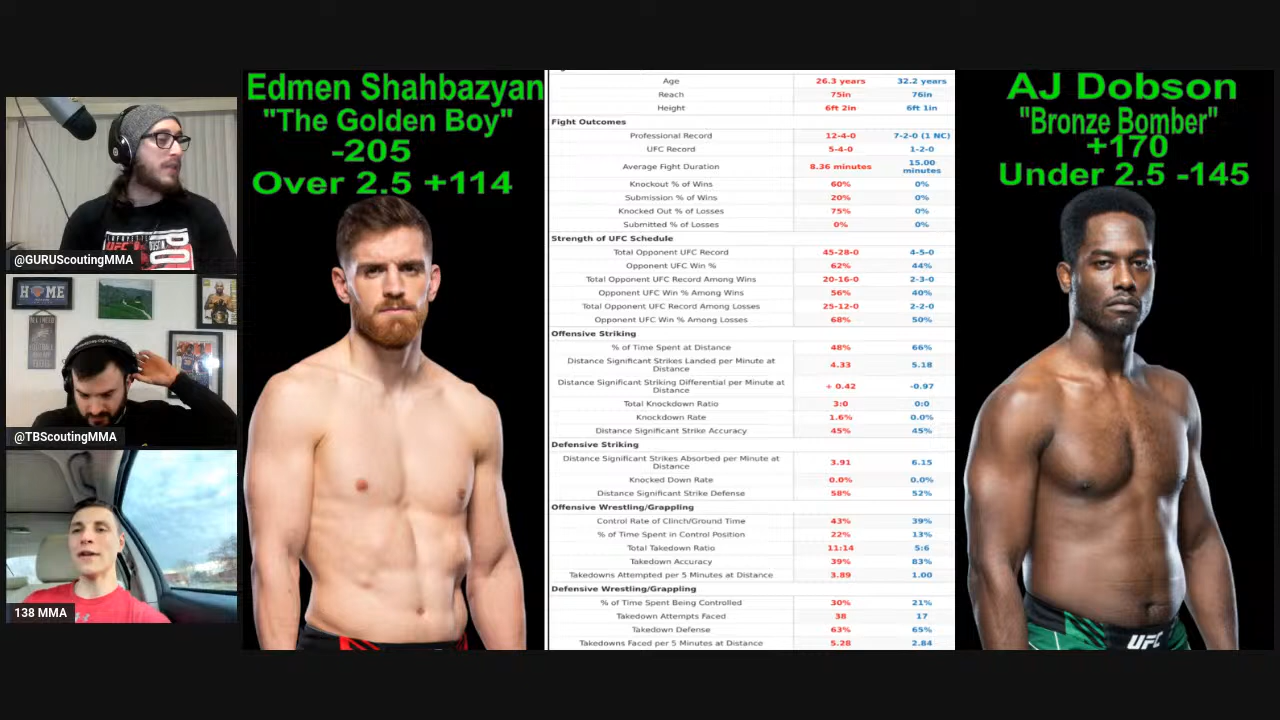 Edmen Shahbazyan
"The Golden Boy"
-205
Over 2.5 +114
@GURUScoutingMMA
HOME
138 MMA
Age 26.3 years 32.2 years
Reach 75in 76in
Height 6ft 2in 6ft 1in
Fight Outcomes
Professional Record 12-4-0 7-2-0 (1 NC)
UFC Record 5-4-0 1-2-0
Average Fight Duration 8.36 minutes 15.00 minutes
Knockout % of Wins 60% 0%
Submission % of Wins 20% 0%
Knocked Out % of Losses 75% 0%
Submitted % of Losses 0% 0%
Strength of UFC Schedule
Total Opponent UFC Record 45-28-0 4-5-0
Opponent UFC Win % 62% 44%
Total Opponent UFC Record Among Wins 20-16-0 2-3-0
Opponent UFC Win % Among Wins 56% 40%
Total Opponent UFC Record Among Losses 25-12-0 2-2-0
Opponent UFC Win % Among Losses 68% 50%
Offensive Striking
% of Time Spent at Distance 48% 66%
Distance Significant Strikes Landed per Minute at
Distance 4.33 5.18
Distance Significant Striking Differential per Minute at
Distance + 0.42 -0.97
Total Knockdown Ratio 3:0 0:0
Knockdown Rate 1.6% 0.0%
Distance Significant Strike Accuracy 45% 45%
Defensive Striking
Distance Significant Strikes Absorbed per Minute at
Distance 3.91 6.15
Knocked Down Rate 0.0% 0.0%
Distance Significant Strike Defense 58% 52%
Offensive Wrestling/Grappling
Control Rate of Clinch/Ground Time 43% 39%
% of Time Spent in Control Position 22% 13%
Total Takedown Ratio 11:14 5:6
Takedown Accuracy 39% 83%
Takedowns Attempted per 5 Minutes at Distance 3.89 1.00
Defensive Wrestling/Grappling
% of Time Spent Being Controlled 30% 21%
Takedown Attempts Faced 38 17
Takedown Defense 63% 65%
Takedowns Faced per 5 Minutes at Distance 5.28 2.84
AJ Dobson
"Bronze Bomber"
+170
Under 2.5 -145
UFC